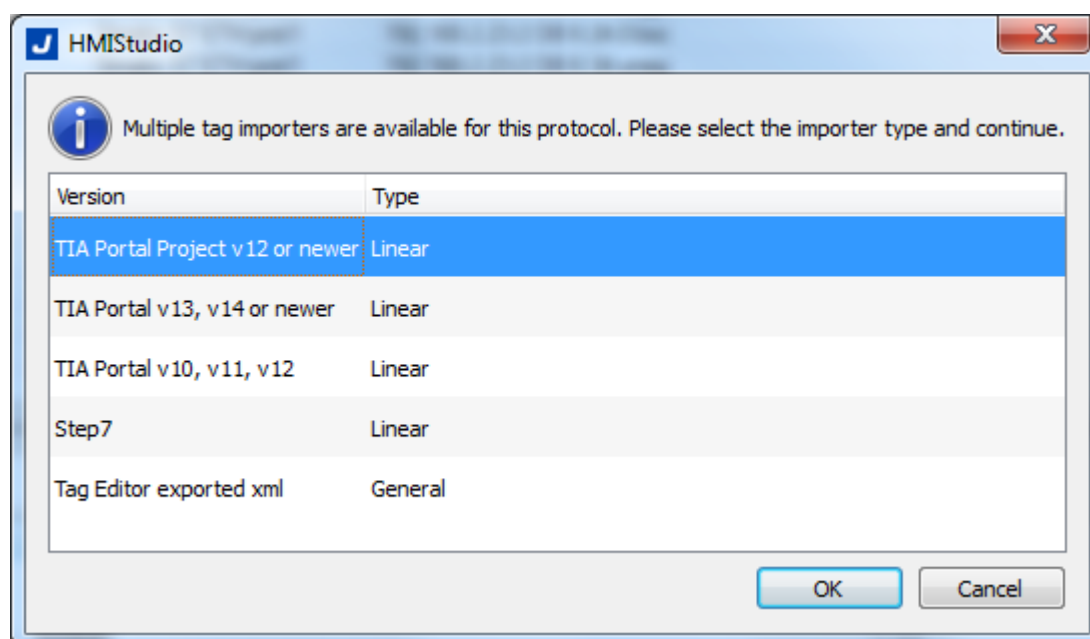 HMIStudio
Multiple tag importers are available for this protocol. Please select the importer type and continue.
Version Type
TIA Portal Project v12 or newer Linear
TIA Portal v13, v14 or newer Linear
TIA Portal v10, v11, v12 Linear
Step7 Linear
Tag Editor exported xml General
OK Cancel